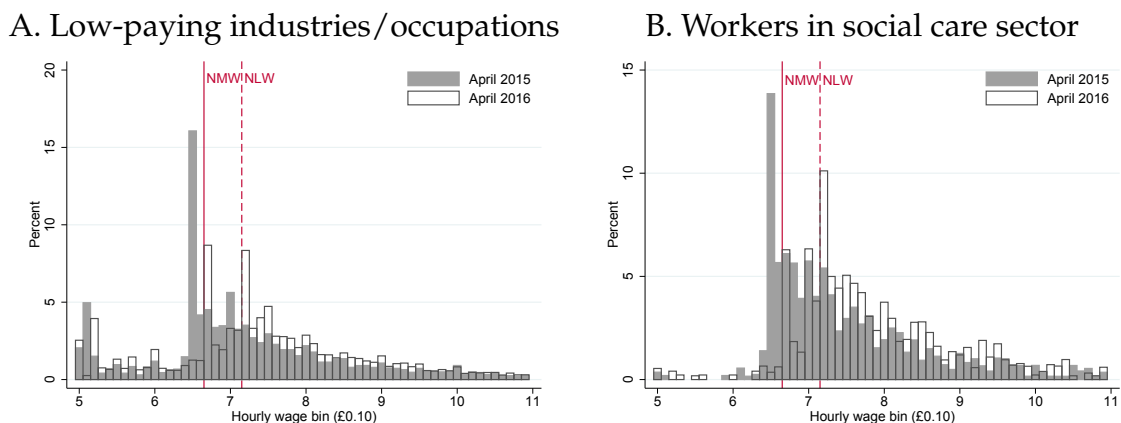 A. Low-paying industries/occupations
20
15
10
5
0
Percent
NMW NLW
April 2015
April 2016
5 6 7 8 9 10 11
Hourly wage bin (£0.10)
B. Workers in social care sector
15
10
5
0
Percent
NMW NLW
April 2015
April 2016
5 6 7 8 9 10 11
Hourly wage bin (£0.10)